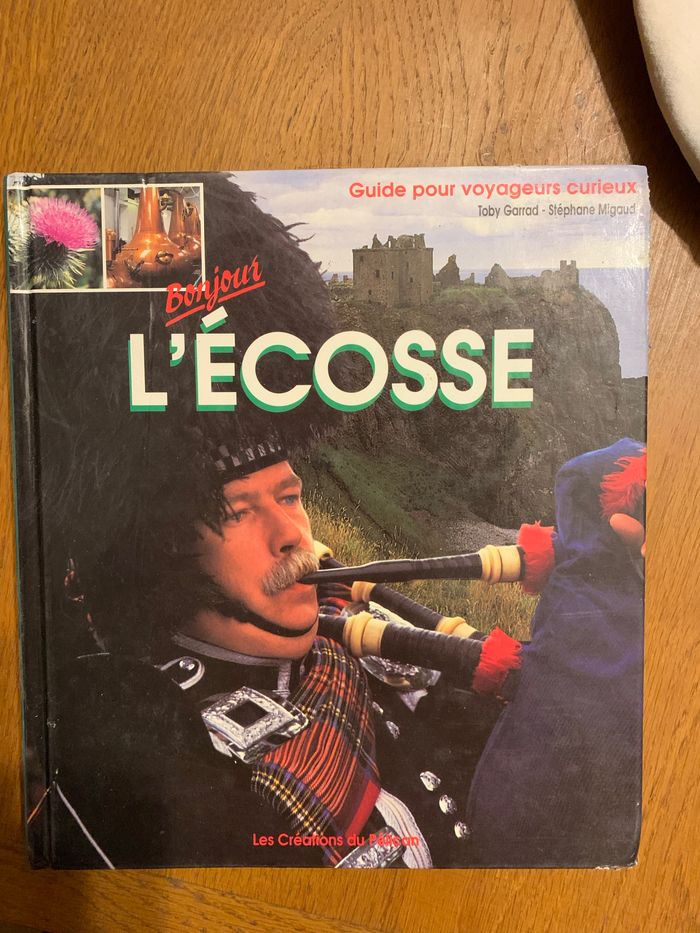 Guide pour voyageurs curieux
Toby Garrad - Stéphane Migaud
Bonjour
L'ÉCOSSE
Les Créations du Pélican